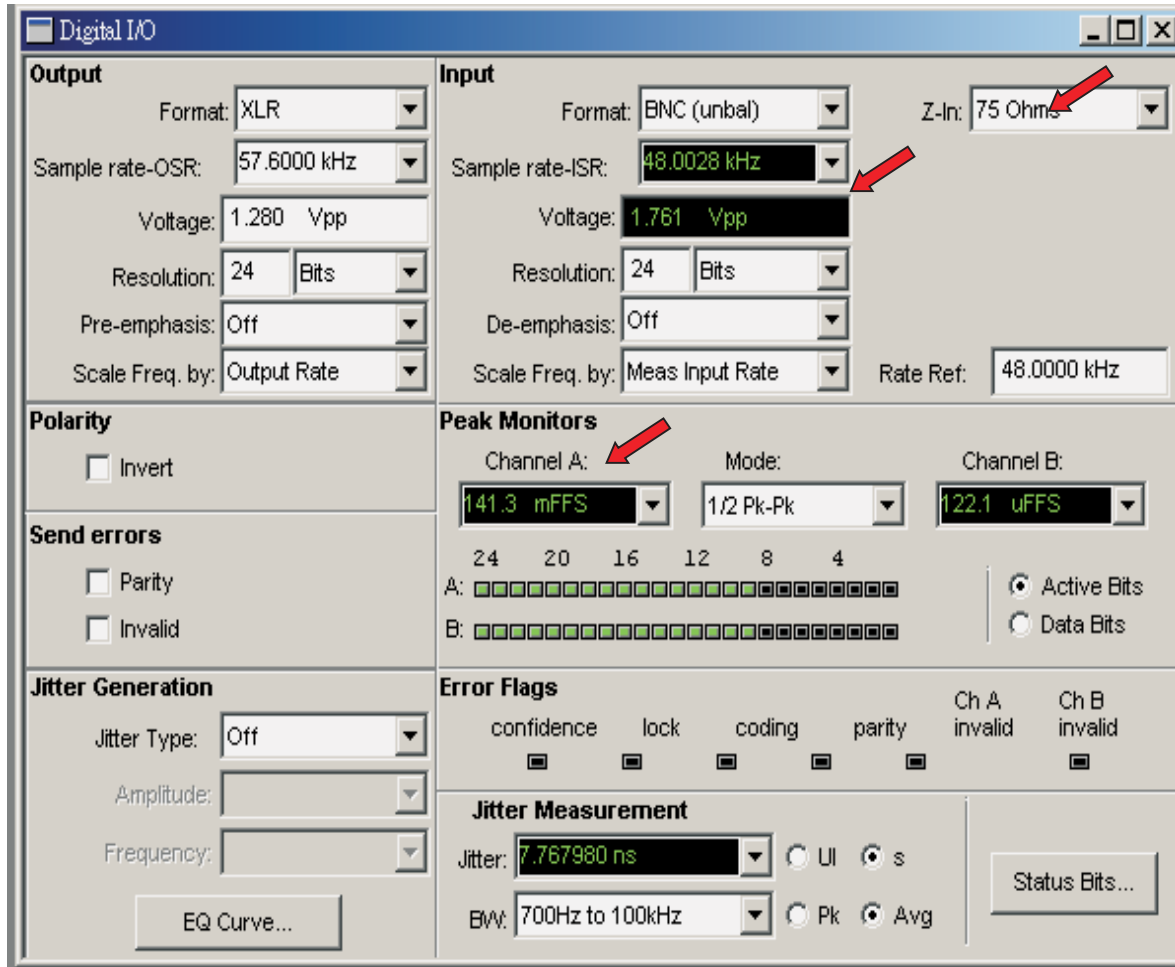 Digital I/O
Output
Format: XLR
Sample rate-OSR: 57.6000 kHz
Voltage: 1.280 Vpp
Resolution: 24 Bits
Pre-emphasis: Off
Scale Freq. by: Output Rate
Input
Format: BNC (unbal)
Z-In: 75 Ohms
Sample rate-ISR: 48.0028 kHz
Voltage: 1.761 Vpp
Resolution: 24 Bits
De-emphasis: Off
Scale Freq. by: Meas Input Rate
Rate Ref: 48.0000 kHz
Polarity
Invert
Send errors
Parity
Invalid
Peak Monitors
Channel A: Mode: Channel B:
141.3 mFFS 1/2 Pk-Pk 122.1 uFFS
24 20 16 12 8 4
A:
B:
Active Bits
Data Bits
Jitter Generation
Jitter Type: Off
Amplitude:
Frequency:
EQ Curve...
Error Flags
confidence lock coding parity Ch A invalid Ch B invalid
Jitter Measurement
Jitter: 7.767980 ns UI s
BW: 700Hz to 100kHz Pk Avg
Status Bits...